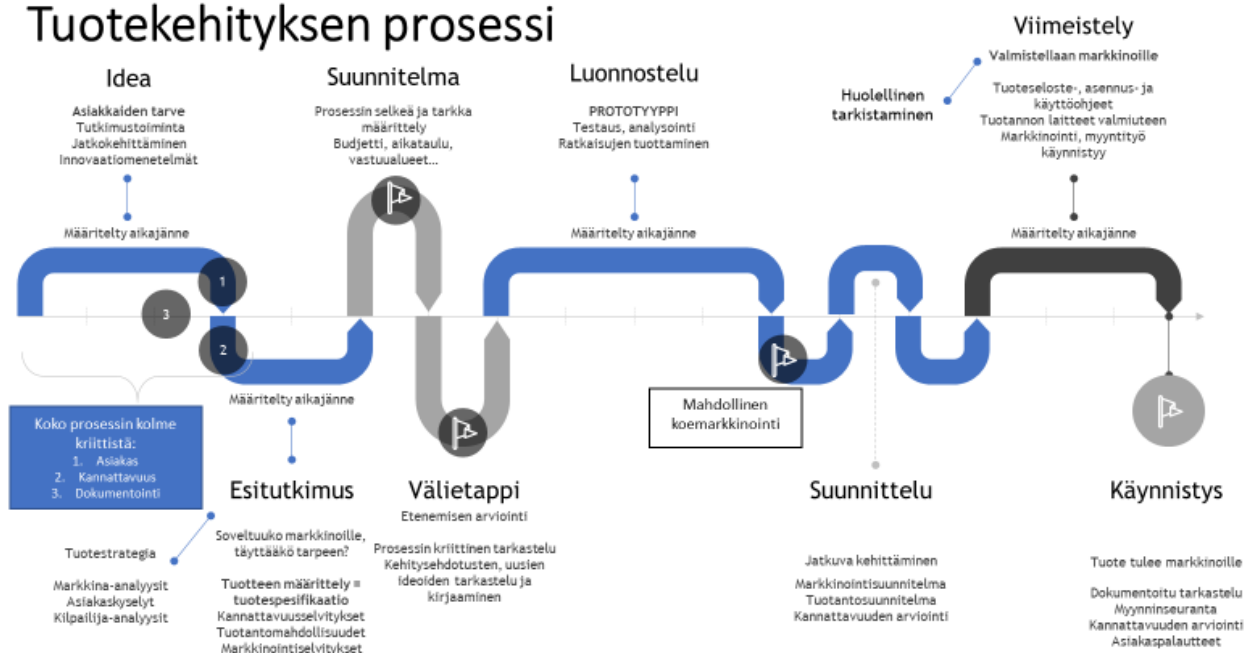 Tuotekehityksen prosessi
Idea
Asiakkaiden tarve
Tutkimustoiminta
Jatkokehittäminen
Innovaatiomenetelmät
Määritelty aikajänne
Suunnitelma
Prosessin selkeä ja tarkka
määrittely
Budjetti, aikataulu,
vastuualueet…
Luonnostelu
PROTOTYYPPI
Testaus, analysointi
Ratkaisujen tuottaminen
Määritelty aikajänne
Viimeistely
Valmistellaan markkinoille
Huolellinen
tarkistaminen
Tuoteseloste-, asennus- ja
käyttöohjeet
Tuotannon laitteet valmiuteen
Markkinointi, myyntityö
käynnistyy
Määritelty aikajänne
1
3
2
Määritelty aikajänne
Koko prosessin kolme
kriittistä:
1. Asiakas
2. Kannattavuus
3. Dokumentointi
Mahdollinen
koemarkkinointi
Esitutkimus
Soveltuuko markkinoille,
täyttääkö tarpeen?
Tuotteen määrittely =
tuotespesifikaatio
Kannattavuusselvitykset
Tuotantomahdollisuudet
Markkinointiselvitykset
Tuotestrategia
Markkina-analyysit
Asiakaskyselyt
Kilpailija-analyysit
Välietappi
Etenemisen arviointi
Prosessin kriittinen tarkastelu
Kehitysehdotusten, uusien
ideoiden tarkastelu ja
kirjaaminen
Suunnittelu
Jatkuva kehittäminen
Markkinointisuunnitelma
Tuotantosuunnitelma
Kannattavuuden arviointi
Käynnistys
Tuote tulee markkinoille
Dokumentoitu tarkastelu
Myynninseuranta
Kannattavuuden arviointi
Asiakaspalautteet